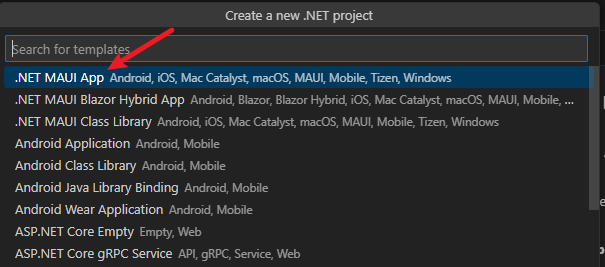 Create a new .NET project
Search for templates
.NET MAUI App Android, iOS, Mac Catalyst, macOS, MAUI, Mobile, Tizen, Windows
.NET MAUI Blazor Hybrid App Android, Blazor, Blazor Hybrid, iOS, Mac Catalyst, macOS, MAUI, Mobile, ...
.NET MAUI Class Library Android, iOS, Mac Catalyst, macOS, MAUI, Mobile, Tizen, Windows
Android Application Android, Mobile
Android Class Library Android, Mobile
Android Java Library Binding Android, Mobile
Android Wear Application Android, Mobile
ASP.NET Core Empty Empty, Web
ASP.NET Core gRPC Service API, gRPC, Service, Web